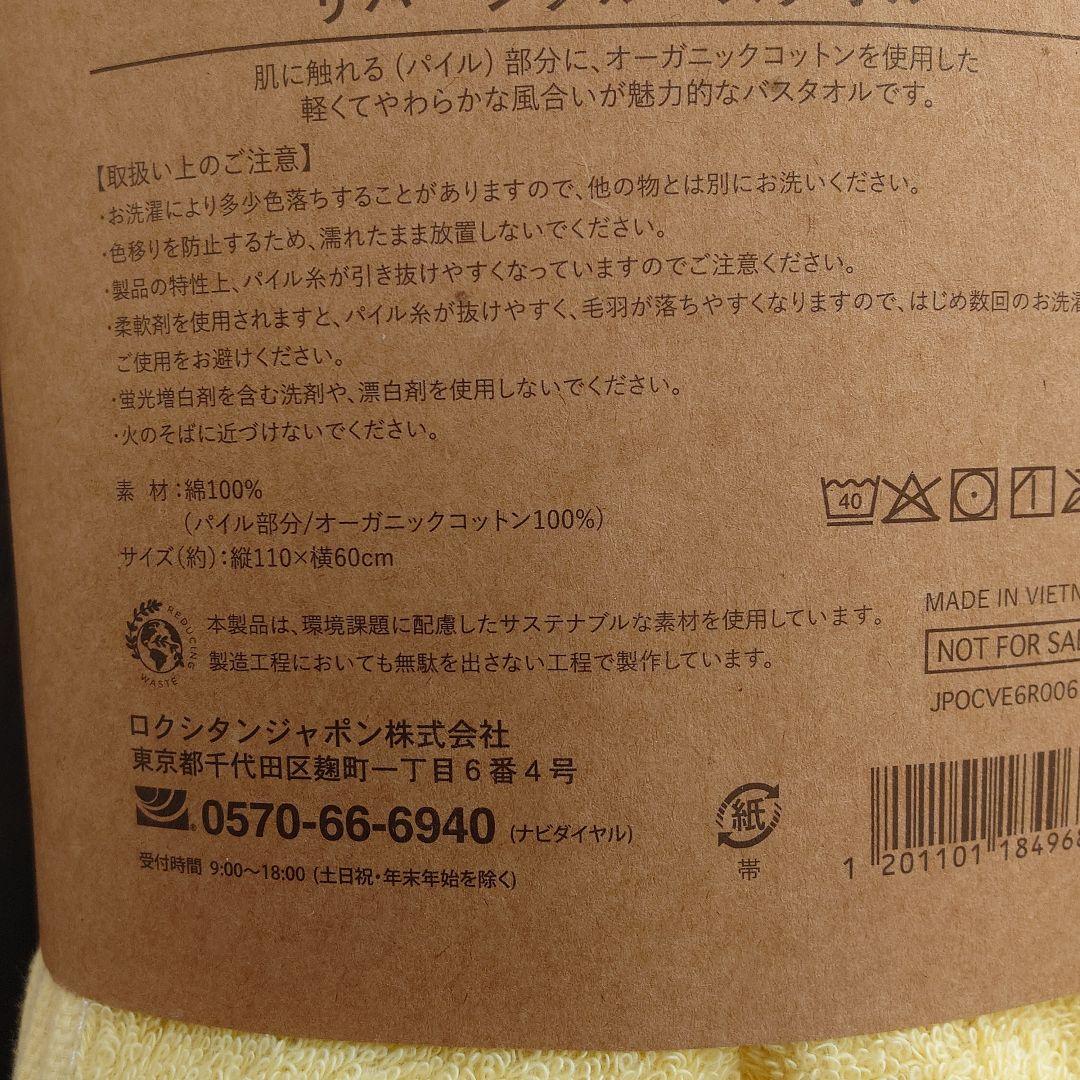 リバーシブル バスタオル
肌に触れる（パイル）部分に、オーガニックコットンを使用した
軽くてやわらかな風合いが魅力的なバスタオルです。
【取扱い上のご注意】
・お洗濯により多少色落ちすることがありますので、他の物とは別にお洗いください。
・色移りを防止するため、濡れたまま放置しないでください。
・製品の特性上、パイル糸が引き抜けやすくなっていますのでご注意ください。
・柔軟剤を使用されますと、パイル糸が抜けやすく、毛羽が落ちやすくなりますので、はじめ数回のお洗濯
ご使用をお避けください。
・蛍光増白剤を含む洗剤や、漂白剤を使用しないでください。
・火のそばに近づけないでください。
素 材：綿100%
（パイル部分/オーガニックコットン100%）
サイズ（約）：縦110×横60cm
40
REDUCING WASTE
本製品は、環境課題に配慮したサステナブルな素材を使用しています。
製造工程においても無駄を出さない工程で製作しています。
MADE IN VIETN
NOT FOR SAL
JPOCVE6R006
ロクシタンジャポン株式会社
東京都千代田区麹町一丁目6番4号
0570-66-6940（ナビダイヤル）
受付時間 9:00～18:00（土日祝・年末年始を除く）
紙
帯
1 201101 184968